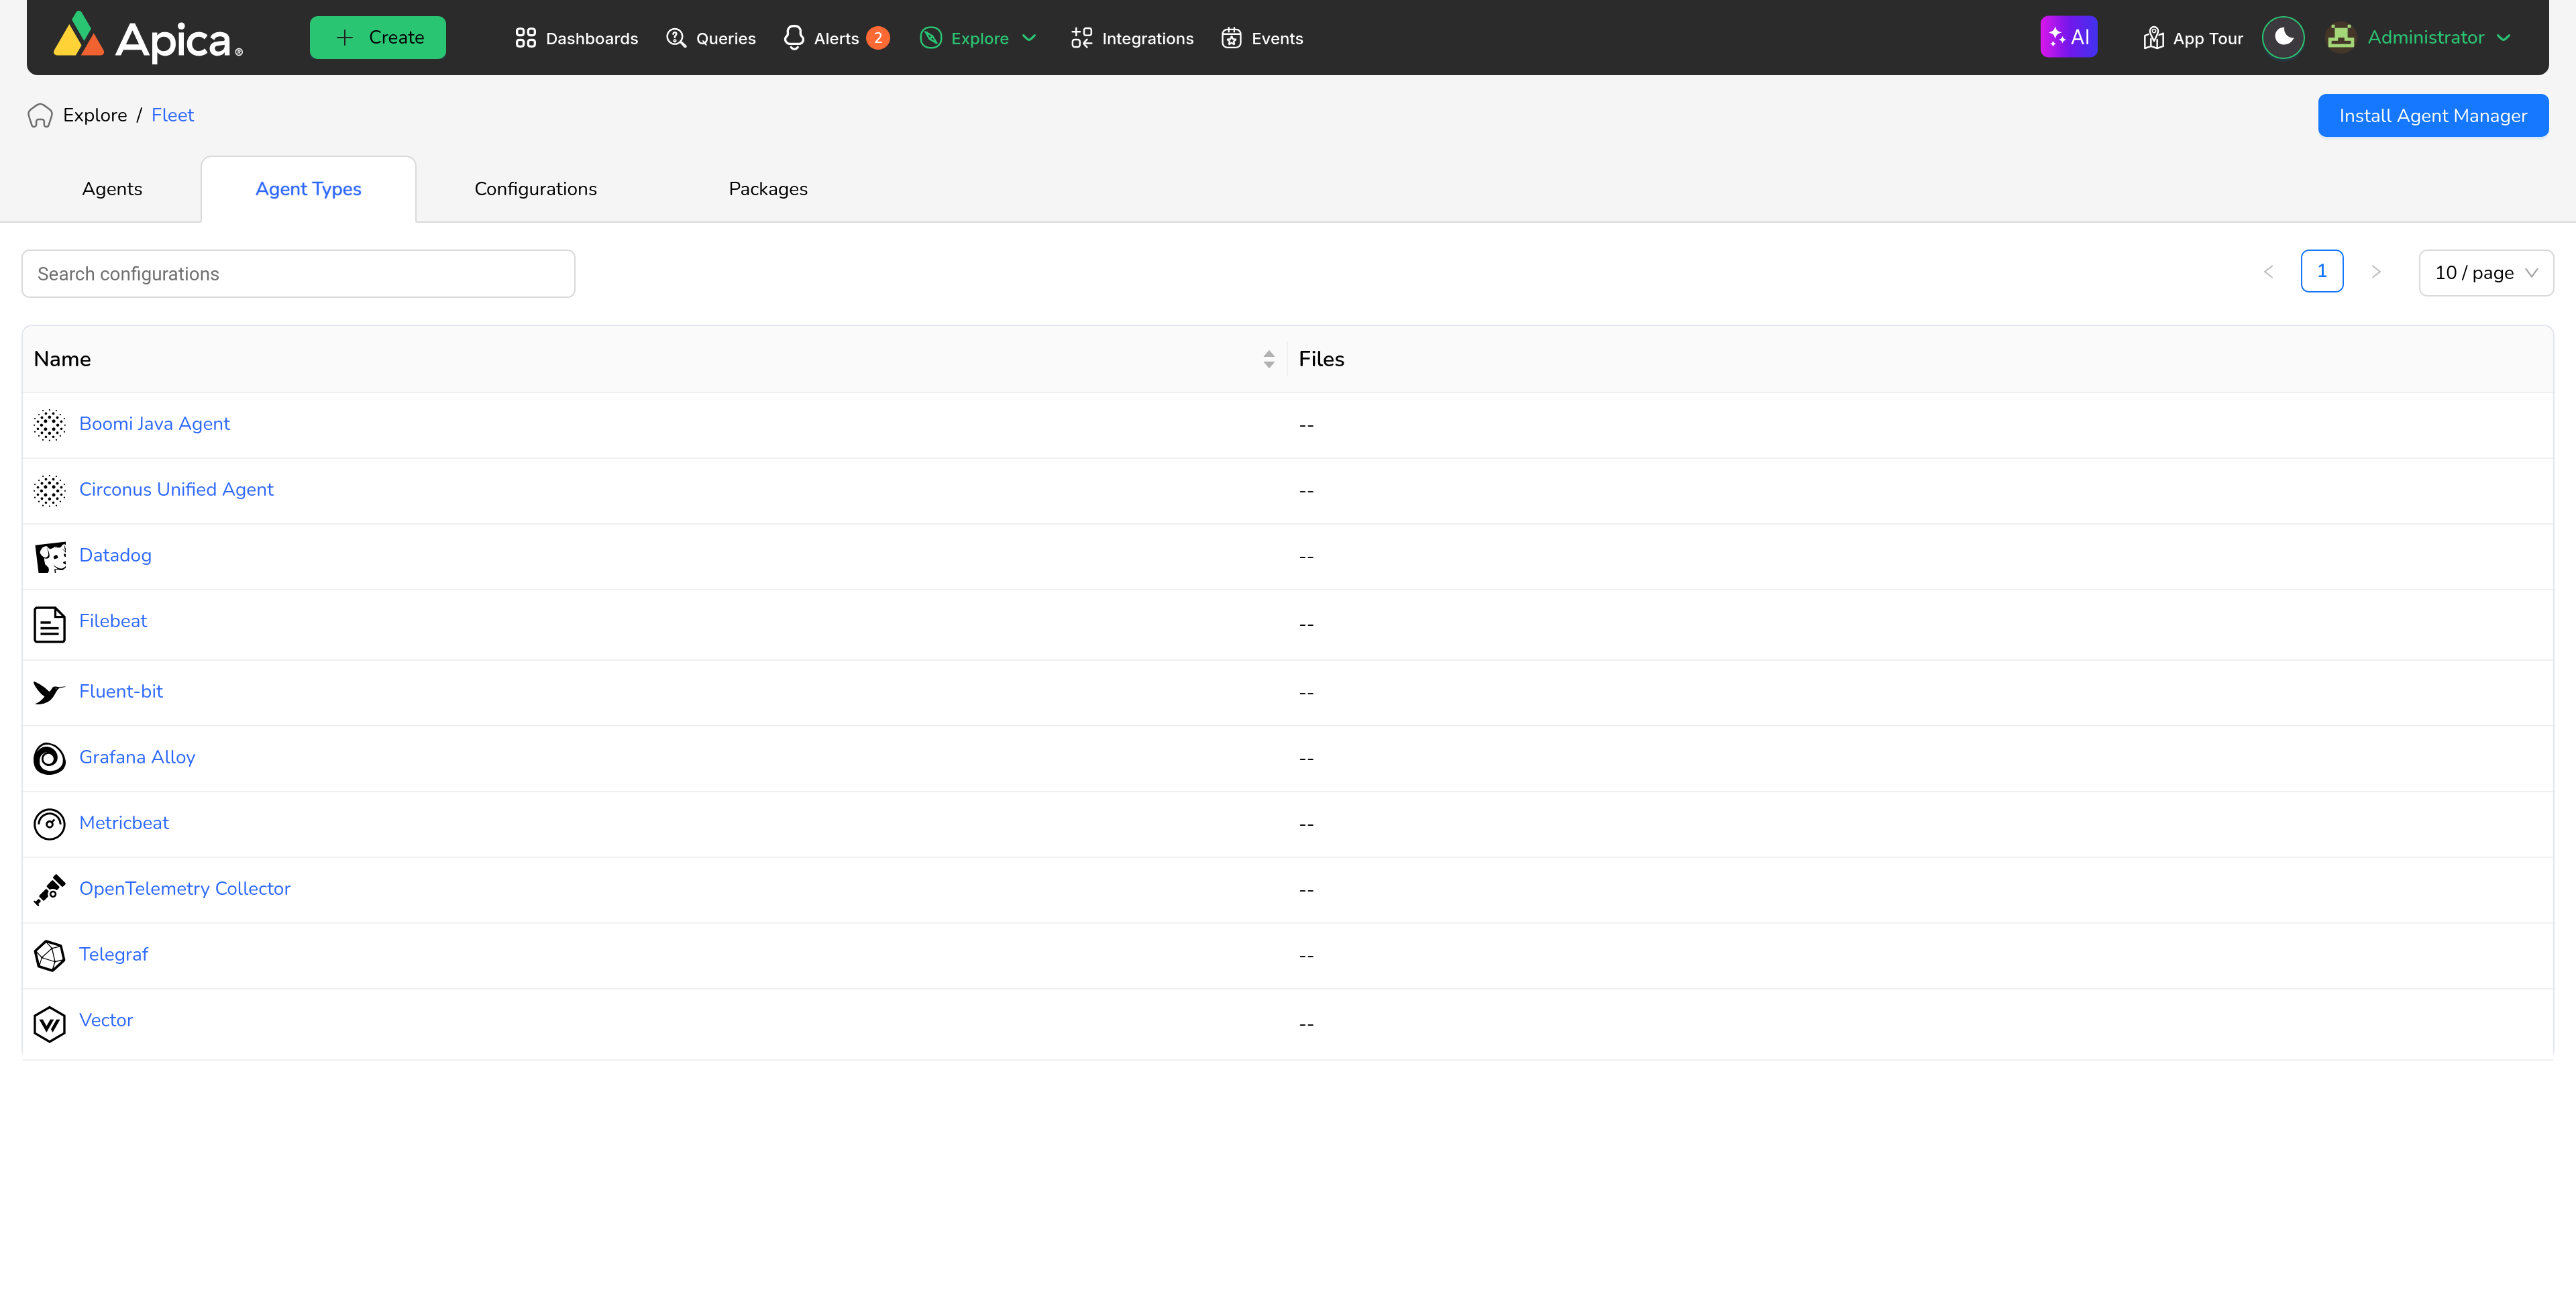 Apica®
Create
Dashboards
Queries
Alerts 2
Explore
Integrations
Events
AI
App Tour
Administrator
Explore / Fleet
Install Agent Manager
Agents
Agent Types
Configurations
Packages
Search configurations
1
10 / page
Name
Files
Boomi Java Agent
--
Circonus Unified Agent
--
Datadog
--
Filebeat
--
Fluent-bit
--
Grafana Alloy
--
Metricbeat
--
OpenTelemetry Collector
--
Telegraf
--
Vector
--